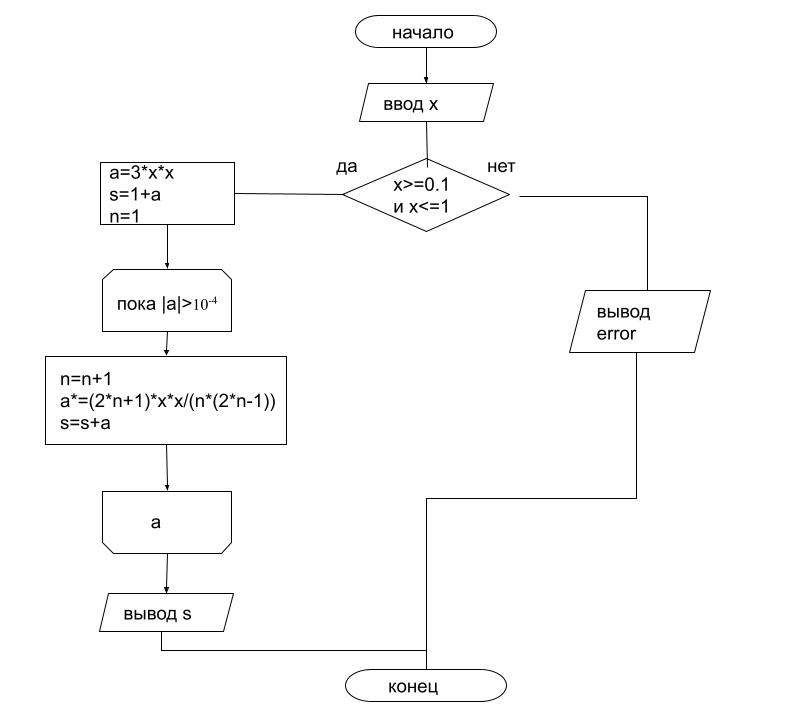 начало
ввод x
да
нет
x>=0.1
и x<=1
a=3*x*x
s=1+a
n=1
пока |a|>10⁻⁴
n=n+1
a*=(2*n+1)*x*x/(n*(2*n-1))
s=s+a
вывод
error
a
вывод s
конец